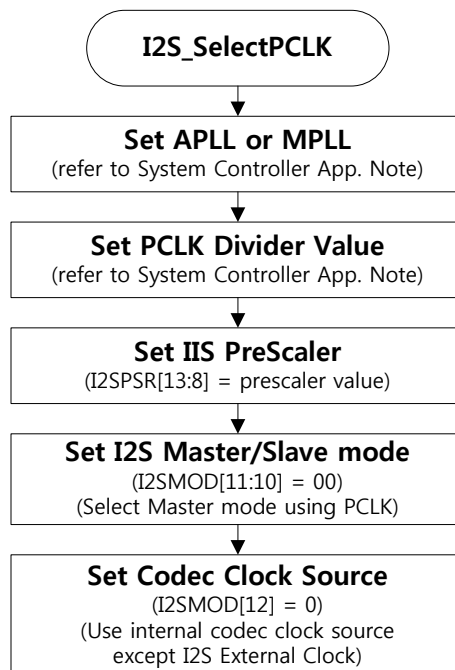 I2S_SelectPCLK
Set APLL or MPLL
(refer to System Controller App. Note)
Set PCLK Divider Value
(refer to System Controller App. Note)
Set IIS PreScaler
(I2SPSR[13:8] = prescaler value)
Set I2S Master/Slave mode
(I2SMOD[11:10] = 00)
(Select Master mode using PCLK)
Set Codec Clock Source
(I2SMOD[12] = 0)
(Use internal codec clock source
except I2S External Clock)